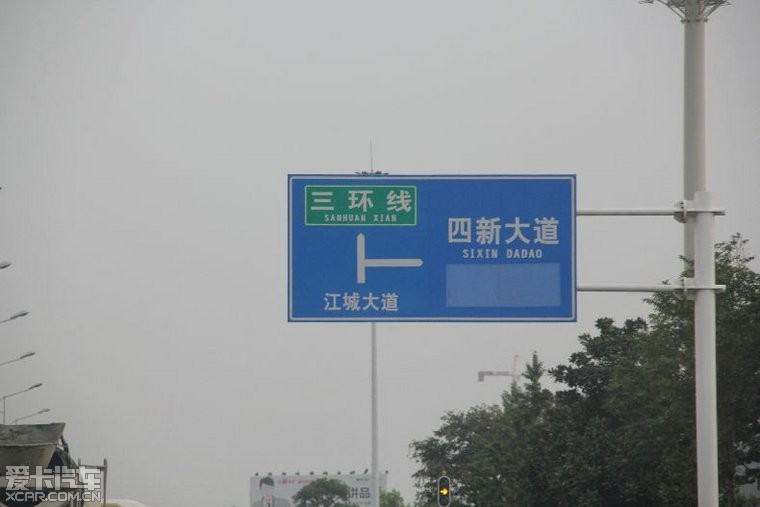 三环线
SANHUAN XIAN
四新大道
SIXIN DADAO
江城大道
爱卡汽车
XCAR.COM.CN